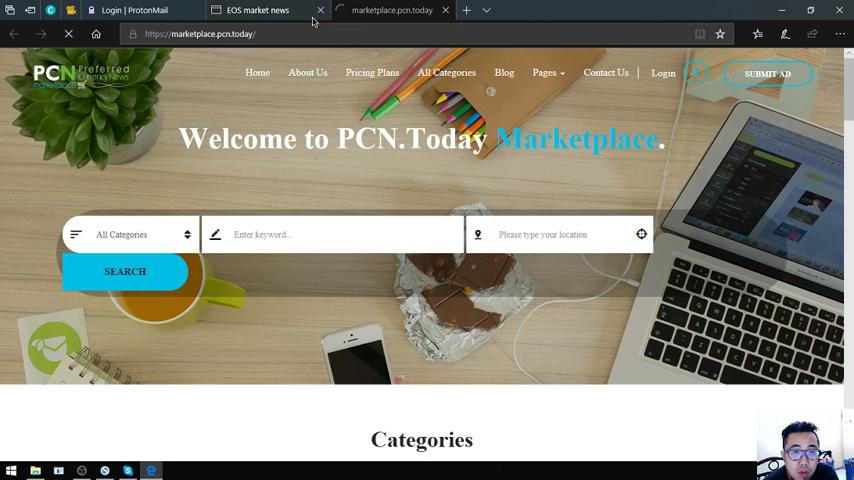 Login | ProtonMail
EOS market news
marketplace.pcn.today
https://marketplace.pcn.today/
PCN Preferred
CurrencyNews
marketplace
Home
About Us
Pricing Plans
All Categories
Blog
Pages
Contact Us
Login
SUBMIT AD
Welcome to PCN.Today Marketplace.
All Categories
Enter keyword...
Please type your location
SEARCH
Categories